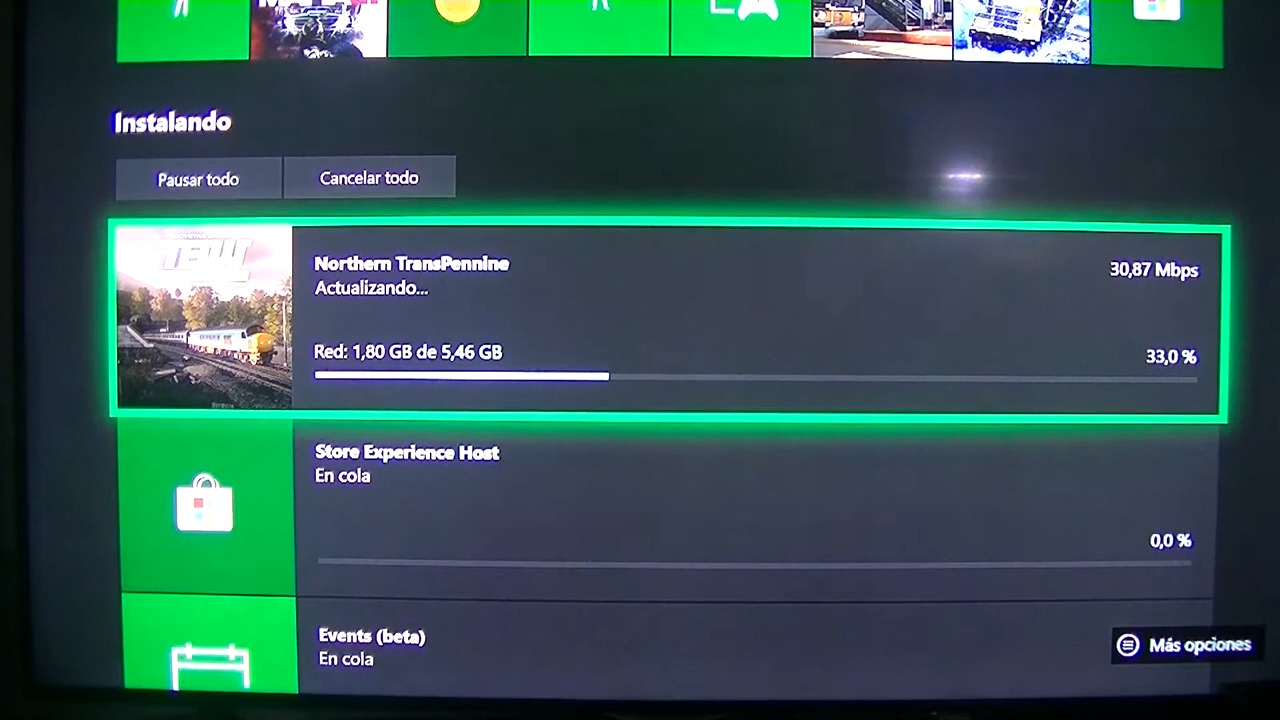 Instalando
Pausar todo
Cancelar todo
TSW
Northern TransPennine
30,87 Mbps
Actualizando...
Red: 1,80 GB de 5,46 GB
33,0 %
Store Experience Host
En cola
0,0 %
Events (beta)
En cola
Más opciones